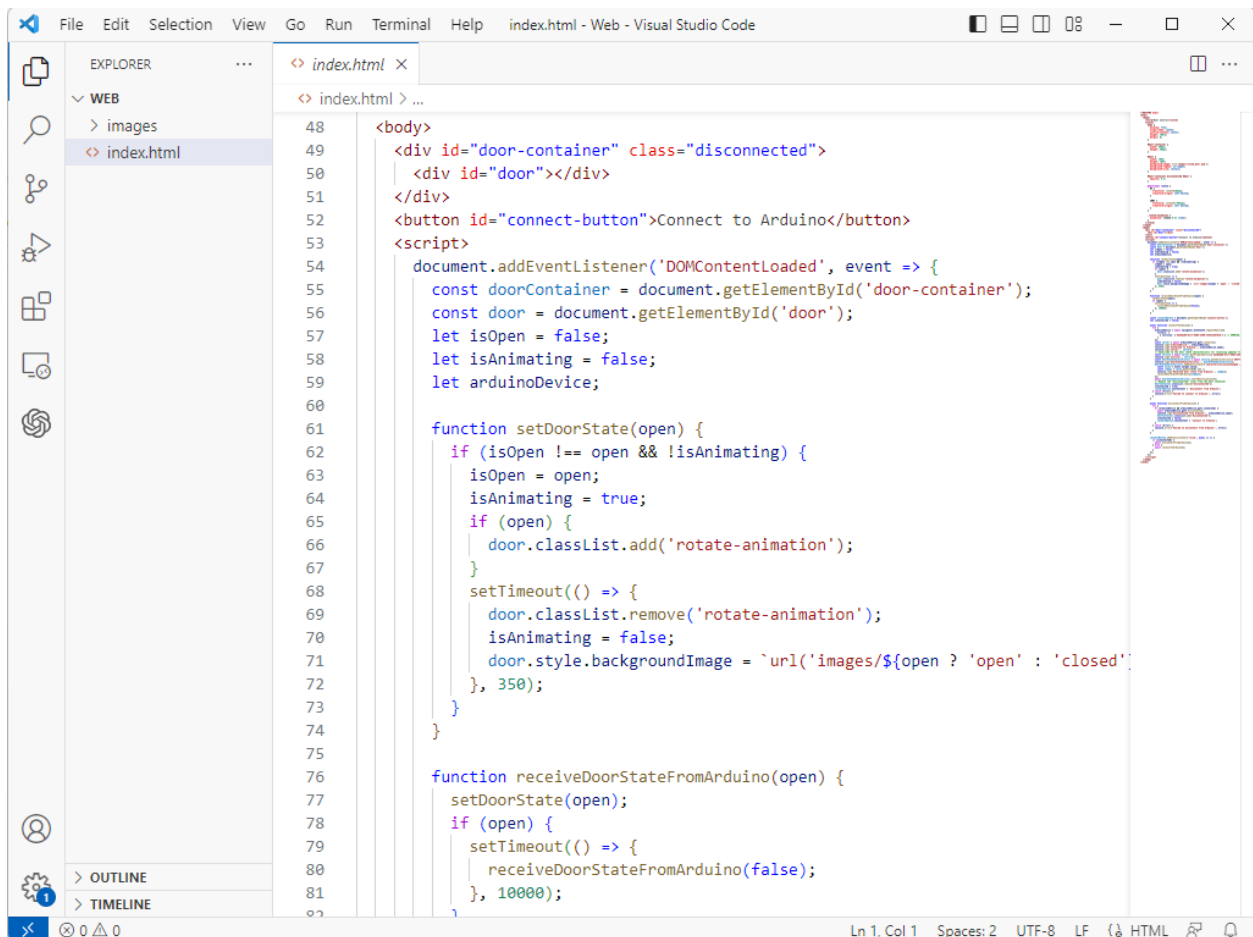 File Edit Selection View Go Run Terminal Help index.html - Web - Visual Studio Code
EXPLORER ...
WEB
images
index.html
OUTLINE
TIMELINE
index.html
index.html > ...
48 <body>
49 <div id="door-container" class="disconnected">
50 <div id="door"></div>
51 </div>
52 <button id="connect-button">Connect to Arduino</button>
53 <script>
54 document.addEventListener('DOMContentLoaded', event => {
55 const doorContainer = document.getElementById('door-container');
56 const door = document.getElementById('door');
57 let isOpen = false;
58 let isAnimating = false;
59 let arduinoDevice;
60
61 function setDoorState(open) {
62 if (isOpen !== open && !isAnimating) {
63 isOpen = open;
64 isAnimating = true;
65 if (open) {
66 door.classList.add('rotate-animation');
67 }
68 setTimeout(() => {
69 door.classList.remove('rotate-animation');
70 isAnimating = false;
71 door.style.backgroundImage = `url('images/${open ? 'open' : 'closed'}
72 }, 350);
73 }
74 }
75
76 function receiveDoorStateFromArduino(open) {
77 setDoorState(open);
78 if (open) {
79 setTimeout(() => {
80 receiveDoorStateFromArduino(false);
81 }, 10000);
82 }
1
0 0 Ln 1, Col 1 Spaces: 2 UTF-8 LF HTML